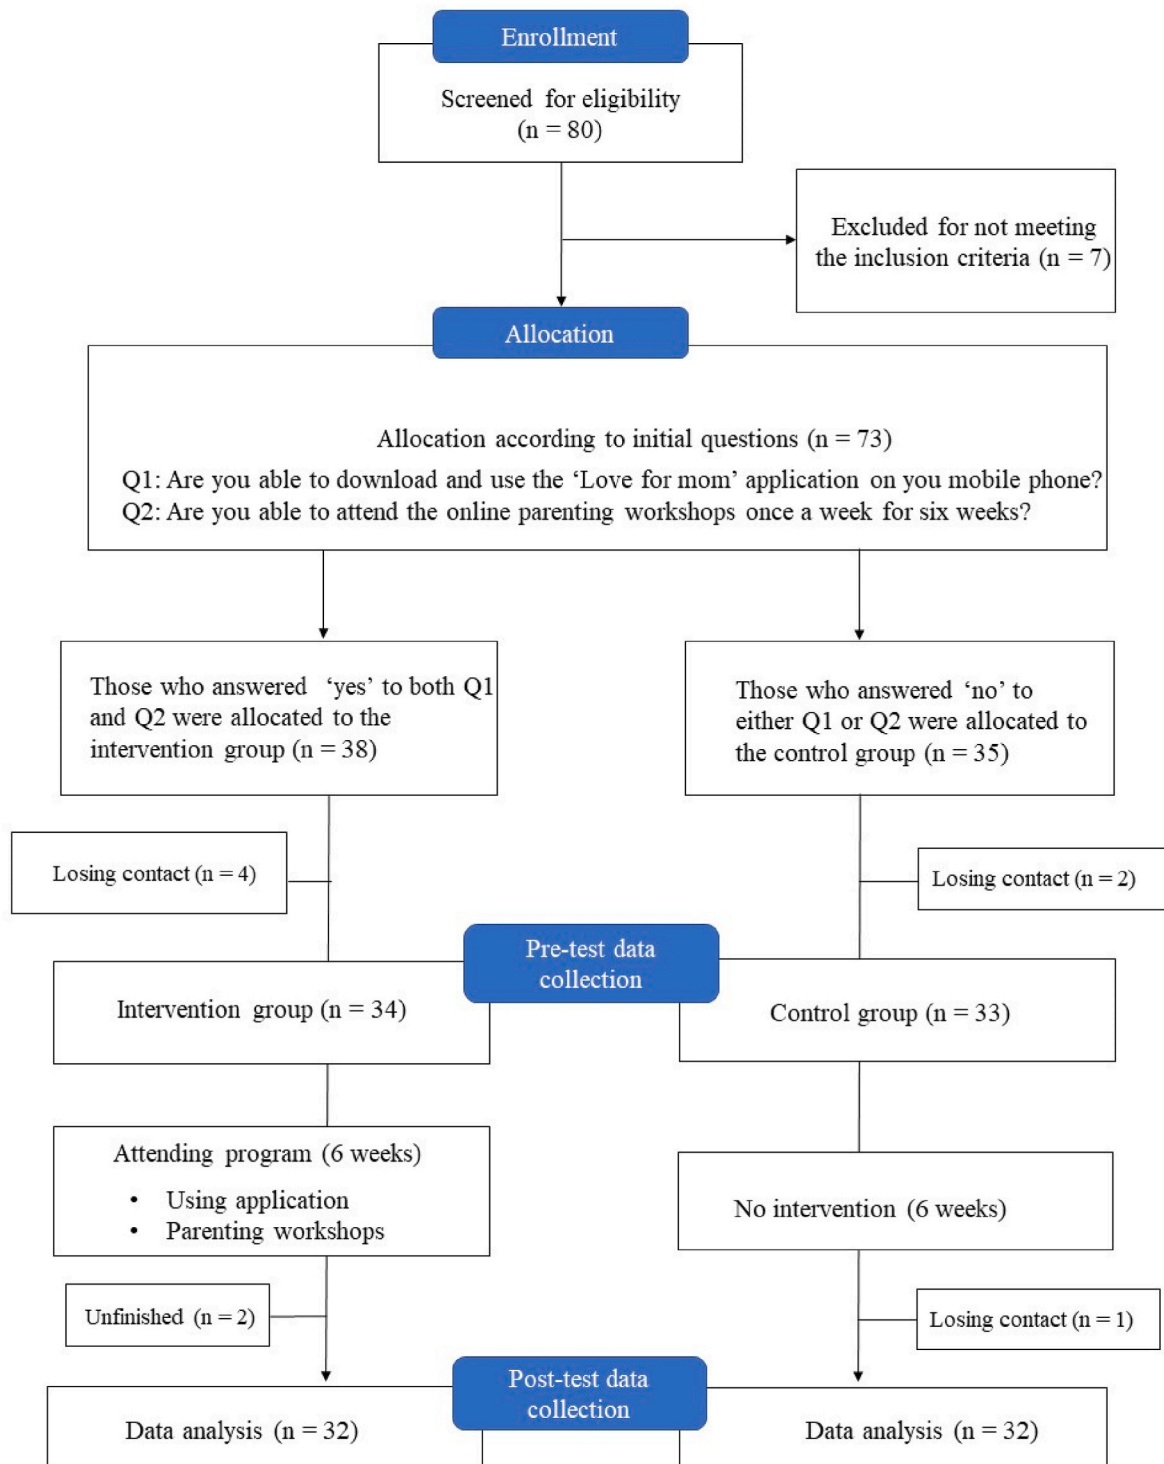 Enrollment
Screened for eligibility
(n = 80)
Excluded for not meeting
the inclusion criteria (n = 7)
Allocation
Allocation according to initial questions (n = 73)
Q1: Are you able to download and use the ‘Love for mom’ application on you mobile phone?
Q2: Are you able to attend the online parenting workshops once a week for six weeks?
Those who answered ‘yes’ to both Q1
and Q2 were allocated to the
intervention group (n = 38)
Those who answered ‘no’ to
either Q1 or Q2 were allocated to
the control group (n = 35)
Losing contact (n = 4)
Losing contact (n = 2)
Pre-test data
collection
Intervention group (n = 34)
Control group (n = 33)
Attending program (6 weeks)
• Using application
• Parenting workshops
No intervention (6 weeks)
Unfinished (n = 2)
Losing contact (n = 1)
Post-test data
collection
Data analysis (n = 32)
Data analysis (n = 32)